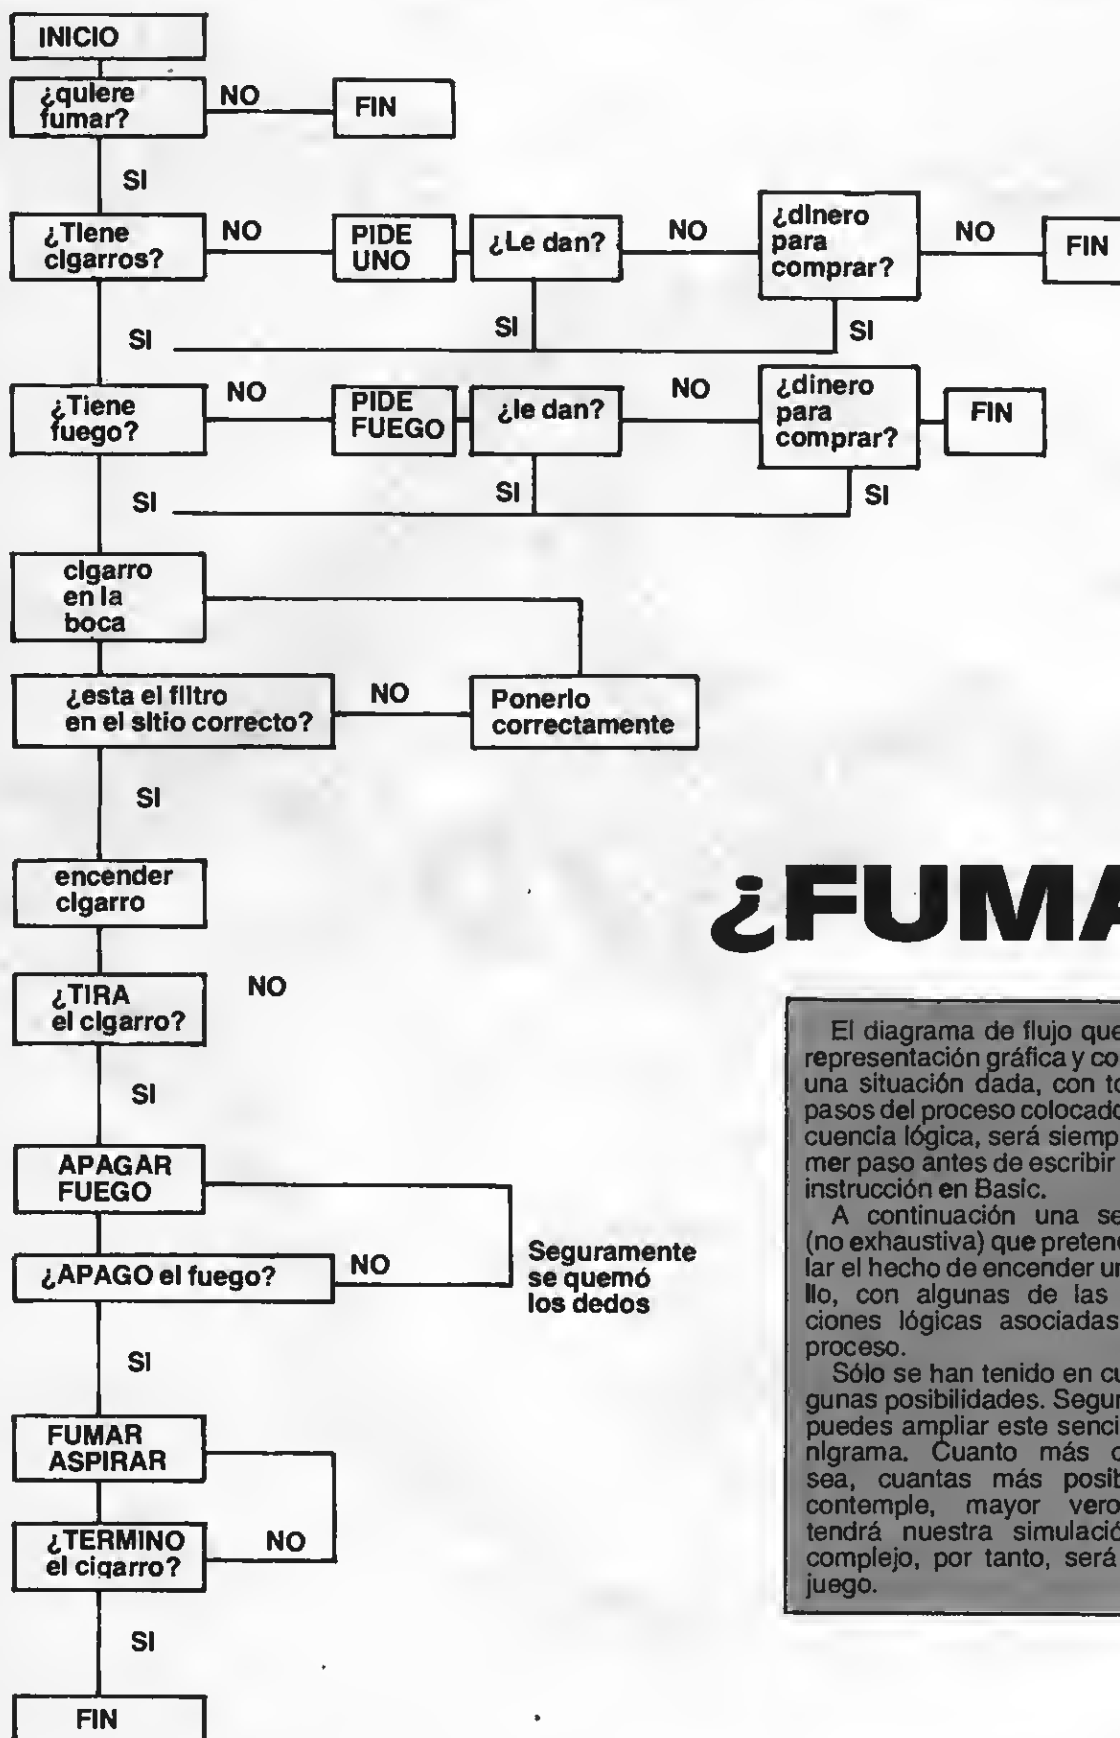 INICIO
¿quiere
fumar?
NO
FIN
SI
¿Tiene
cigarros?
NO
PIDE
UNO
¿Le dan?
NO
¿dinero
para
comprar?
NO
FIN
SI
SI
SI
¿Tiene
fuego?
NO
PIDE
FUEGO
¿le dan?
NO
¿dinero
para
comprar?
FIN
SI
SI
SI
cigarro
en la
boca
¿esta el filtro
en el sitio correcto?
NO
Ponerlo
correctamente
SI
encender
cigarro
¿TIRA
el cigarro?
NO
SI
APAGAR
FUEGO
¿APAGO el fuego?
NO
Seguramente
se quemó
los dedos
SI
FUMAR
ASPIRAR
¿TERMINO
el cigarro?
NO
SI
FIN
¿FUMA
El diagrama de flujo que
representación gráfica y co
una situación dada, con to
pasos del proceso colocado
cuencia lógica, será siemp
mer paso antes de escribir
instrucción en Basic.
A continuación una se
(no exhaustiva) que pretend
lar el hecho de encender un
llo, con algunas de las
ciones lógicas asociadas
proceso.
Sólo se han tenido en cu
gunas posibilidades. Segur
puedes ampliar este senci
nigrama. Cuanto más c
sea, cuantas más posib
contemple, mayor vero
tendrá nuestra simulació
complejo, por tanto, será
juego.